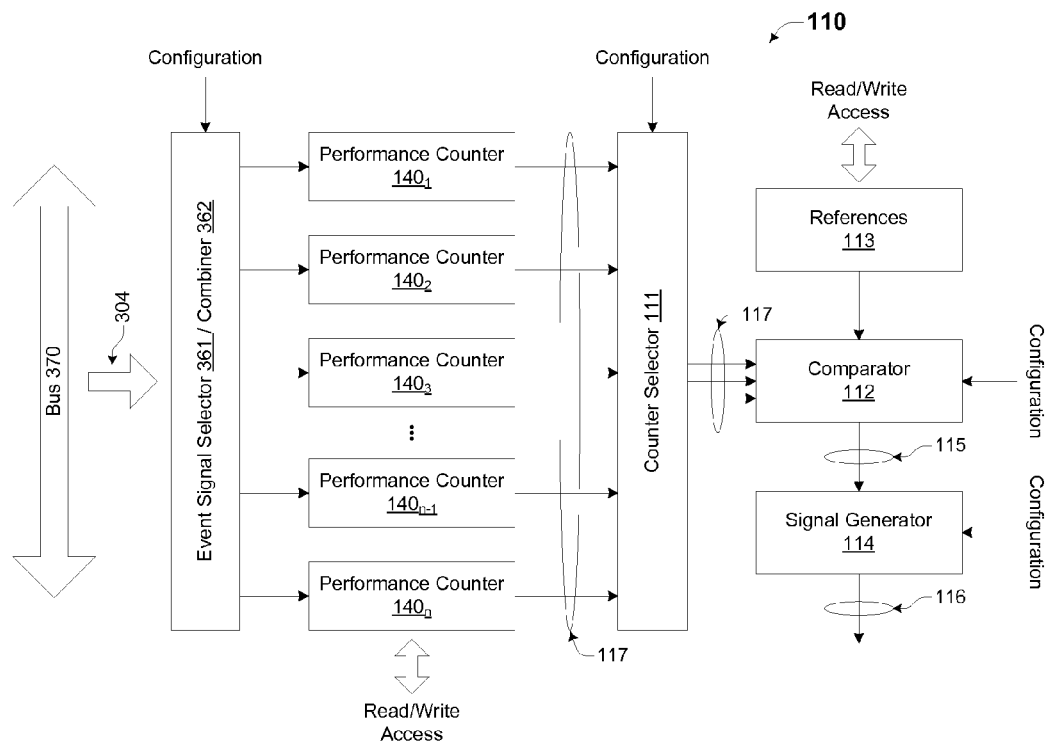 110
Configuration
Configuration
Read/Write
Access
Bus 370
304
Event Signal Selector 361 / Combiner 362
Performance Counter
140₁
Performance Counter
140₂
Performance Counter
140₃
...
Performance Counter
140ₙ₋₁
Performance Counter
140ₙ
Read/Write
Access
117
Counter Selector 111
117
References
113
Comparator
112
Configuration
115
Signal Generator
114
Configuration
116